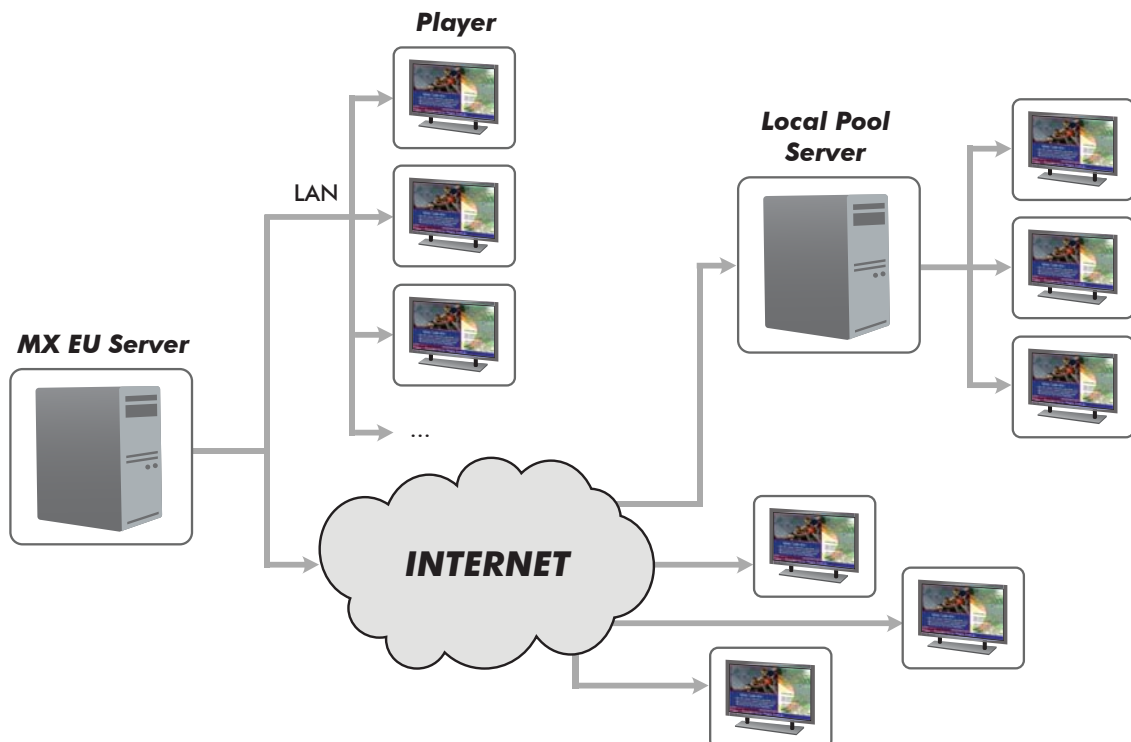 Player
Local Pool
Server
LAN
MX EU Server
...
INTERNET